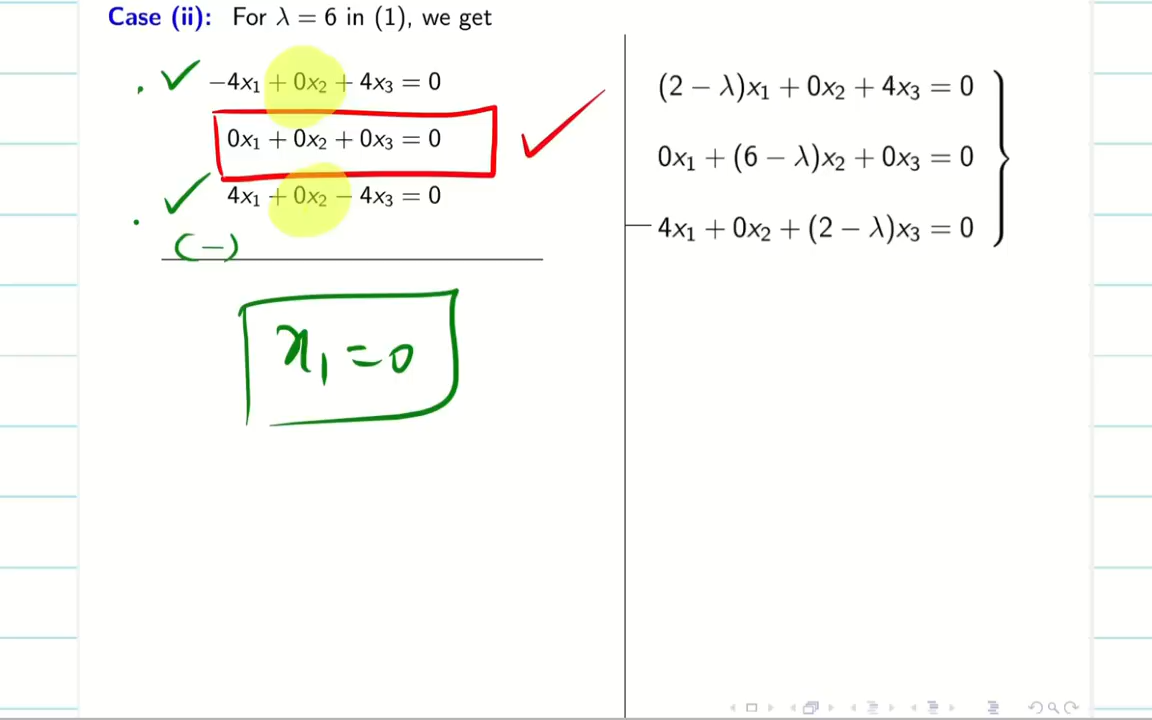 Case (ii): For λ = 6 in (1), we get
−4x₁ + 0x₂ + 4x₃ = 0
0x₁ + 0x₂ + 0x₃ = 0
4x₁ + 0x₂ − 4x₃ = 0
(−)
x₁ = 0
(2 − λ)x₁ + 0x₂ + 4x₃ = 0
0x₁ + (6 − λ)x₂ + 0x₃ = 0
4x₁ + 0x₂ + (2 − λ)x₃ = 0